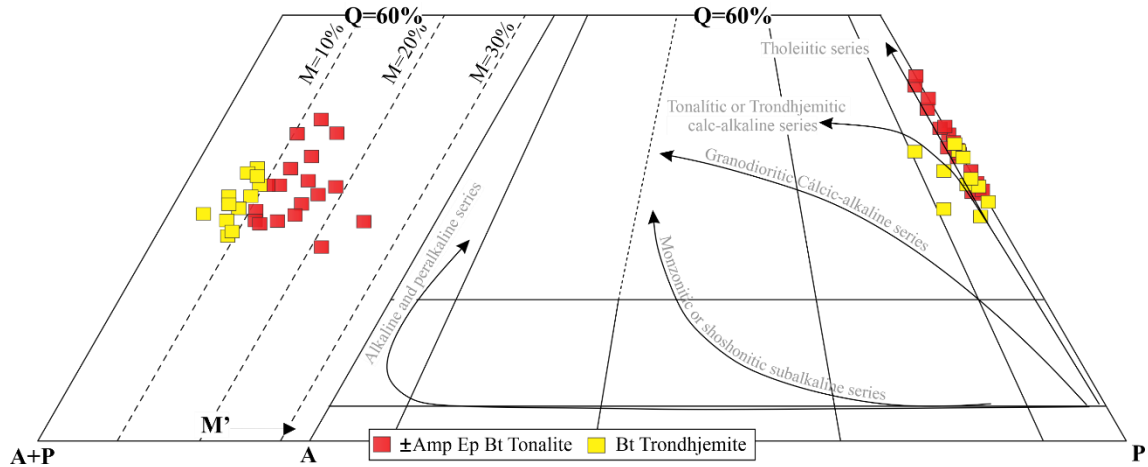 Q=60%
Q=60%
M=10%
M=20%
M=30%
Tholeiitic series
Tonalitic or Trondhjemitic
calc-alkaline series
Granodioritic Cálcic-alkaline series
Alkaline and peralkaline series
Monzonitic or shoshonitic subalkaline series
M'
A+P
A
±Amp Ep Bt Tonalite
Bt Trondhjemite
P